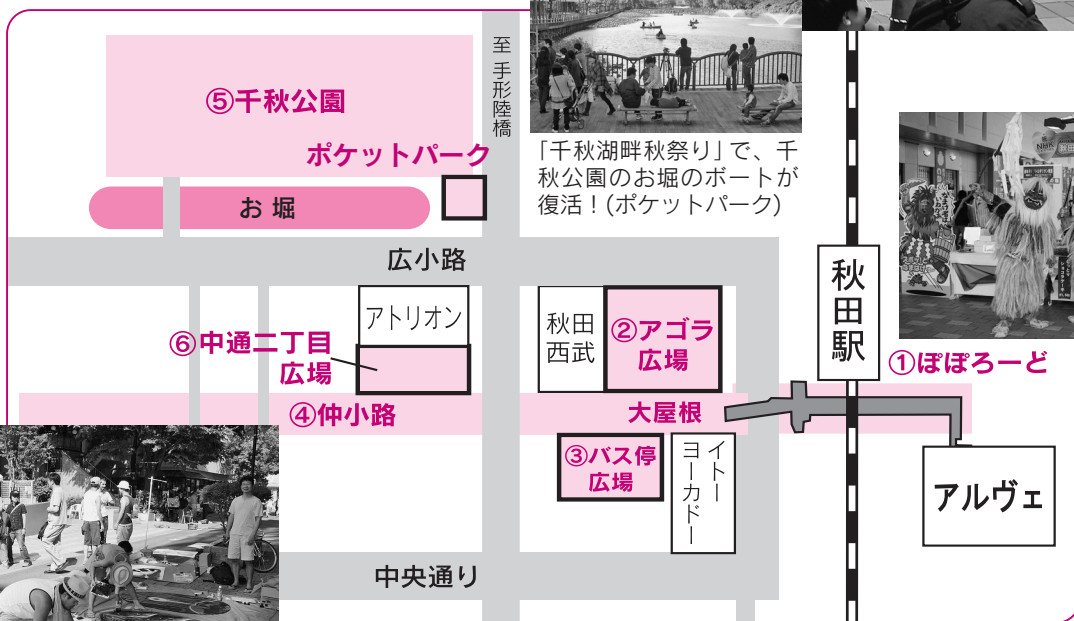 ⑤千秋公園
至 手形陸橋
ポケットパーク
お堀
「千秋湖畔秋祭り」で、千
秋公園のお堀のボートが
復活！(ポケットパーク)
広小路
アトリオン
秋田
西武
②アゴラ
広場
秋田駅
①ぽぽろーど
⑥中通二丁目
広場
④仲小路
大屋根
③バス停
広場
イトー
ヨーカドー
アルヴェ
中央通り